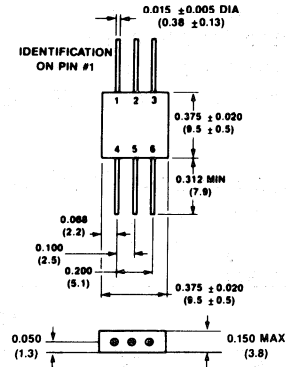 0.015 ±0.005 DIA
(0.38 ±0.13)
IDENTIFICATION
ON PIN #1
1 2 3
0.375 ±0.020
(9.5 ±0.5)
4 5 6
0.312 MIN
(7.9)
0.088
(2.2)
0.100
(2.5)
0.200
(5.1)
0.375 ±0.020
(9.5 ±0.5)
0.050
(1.3)
0.150 MAX
(3.8)